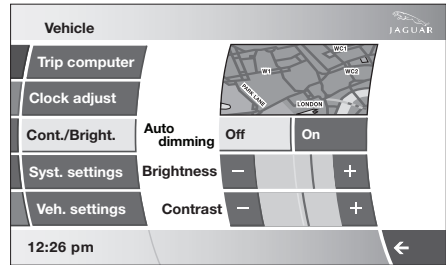 Vehicle
JAGUAR
Trip computer
WC1
W1
WC2
PARK LANE
LONDON
Clock adjust
Cont./Bright.
Auto
dimming
Off
On
Syst. settings
Brightness
−
+
Veh. settings
Contrast
−
+
12:26 pm